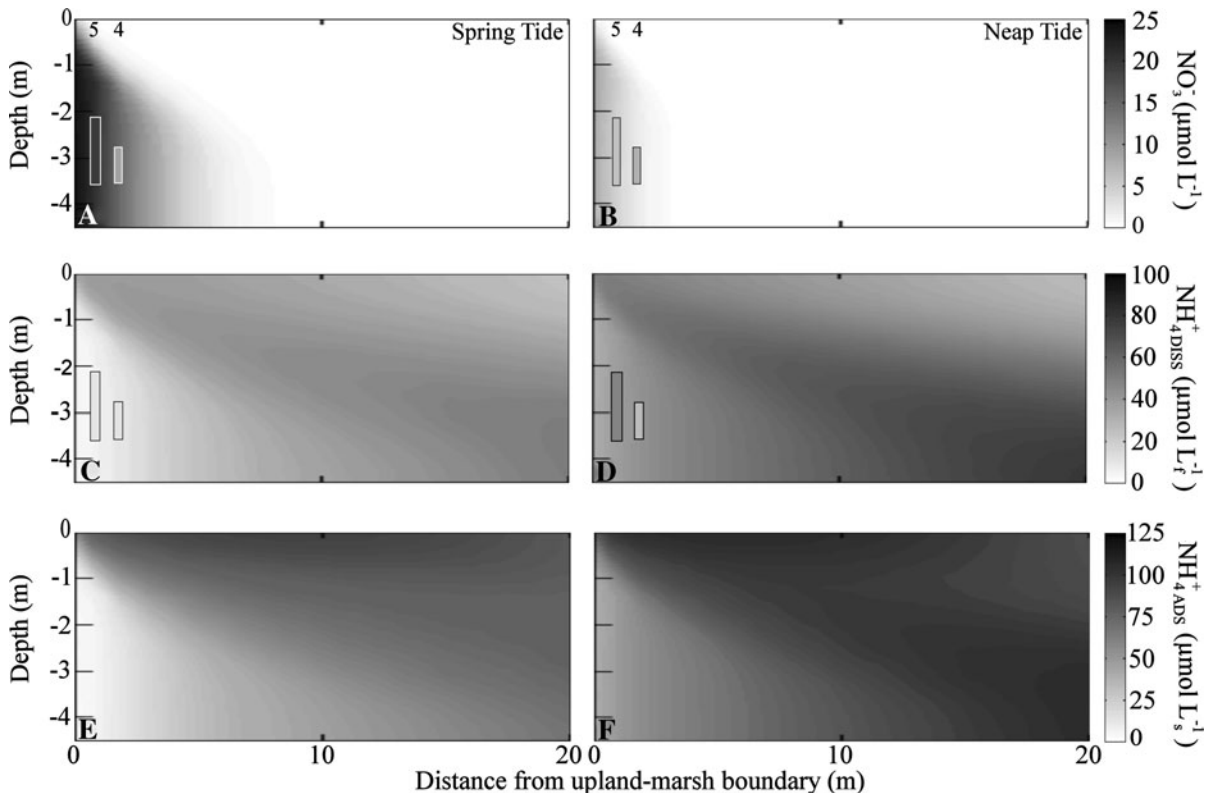 5 4 Spring Tide
5 4 Neap Tide
0
-1
-2
-3
-4
Depth (m)
A
B
25
20
15
10
5
0
NO₃⁻ (µmol L⁻¹)
0
-1
-2
-3
-4
Depth (m)
C
D
100
80
60
40
20
0
NH₄⁺ DISS (µmol L_f⁻¹)
0
-1
-2
-3
-4
Depth (m)
E
F
125
100
75
50
25
0
NH₄⁺ ADS (µmol L_s⁻¹)
0 10 20 0 10 20
Distance from upland-marsh boundary (m)